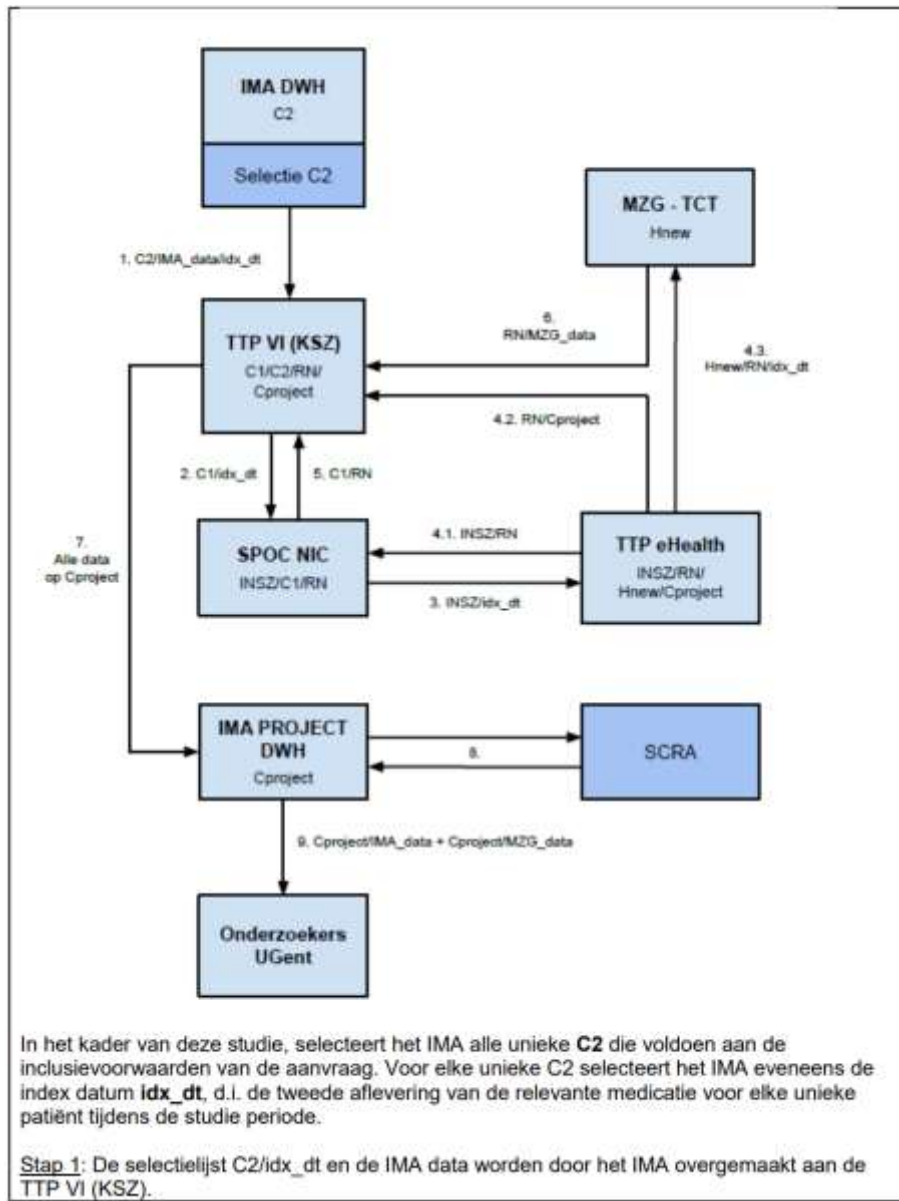 IMA DWH
C2
Selectie C2
MZG - TCT
Hnew
1. C2/IMA_data/idx_dt
6.
RN/MZG_data
4.3.
Hnew/RN/idx_dt
TTP VI (KSZ)
C1/C2/RN/
Cproject
4.2. RN/Cproject
2. C1/idx_dt
5. C1/RN
7.
Alle data
op Cproject
SPOC NIC
INSZ/C1/RN
4.1. INSZ/RN
3. INSZ/idx_dt
TTP eHealth
INSZ/RN/
Hnew/Cproject
IMA PROJECT
DWH
Cproject
8.
SCRA
9. Cproject/IMA_data + Cproject/MZG_data
Onderzoekers
UGent
In het kader van deze studie, selecteert het IMA alle unieke C2 die voldoen aan de
inclusievoorwaarden van de aanvraag. Voor elke unieke C2 selecteert het IMA eveneens de
index datum idx_dt, d.i. de tweede aflevering van de relevante medicatie voor elke unieke
patiënt tijdens de studie periode.
Stap 1: De selectielijst C2/idx_dt en de IMA data worden door het IMA overgemaakt aan de
TTP VI (KSZ).